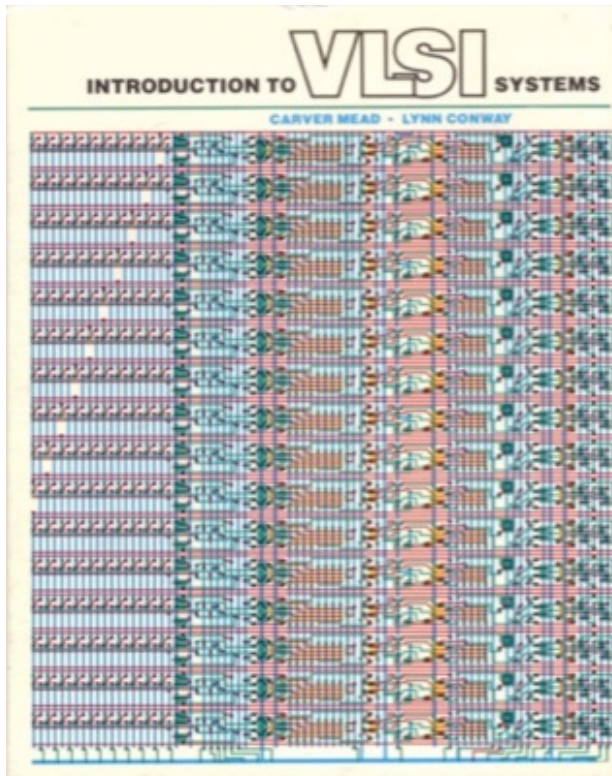 INTRODUCTION TO VLSI SYSTEMS
CARVER MEAD - LYNN CONWAY